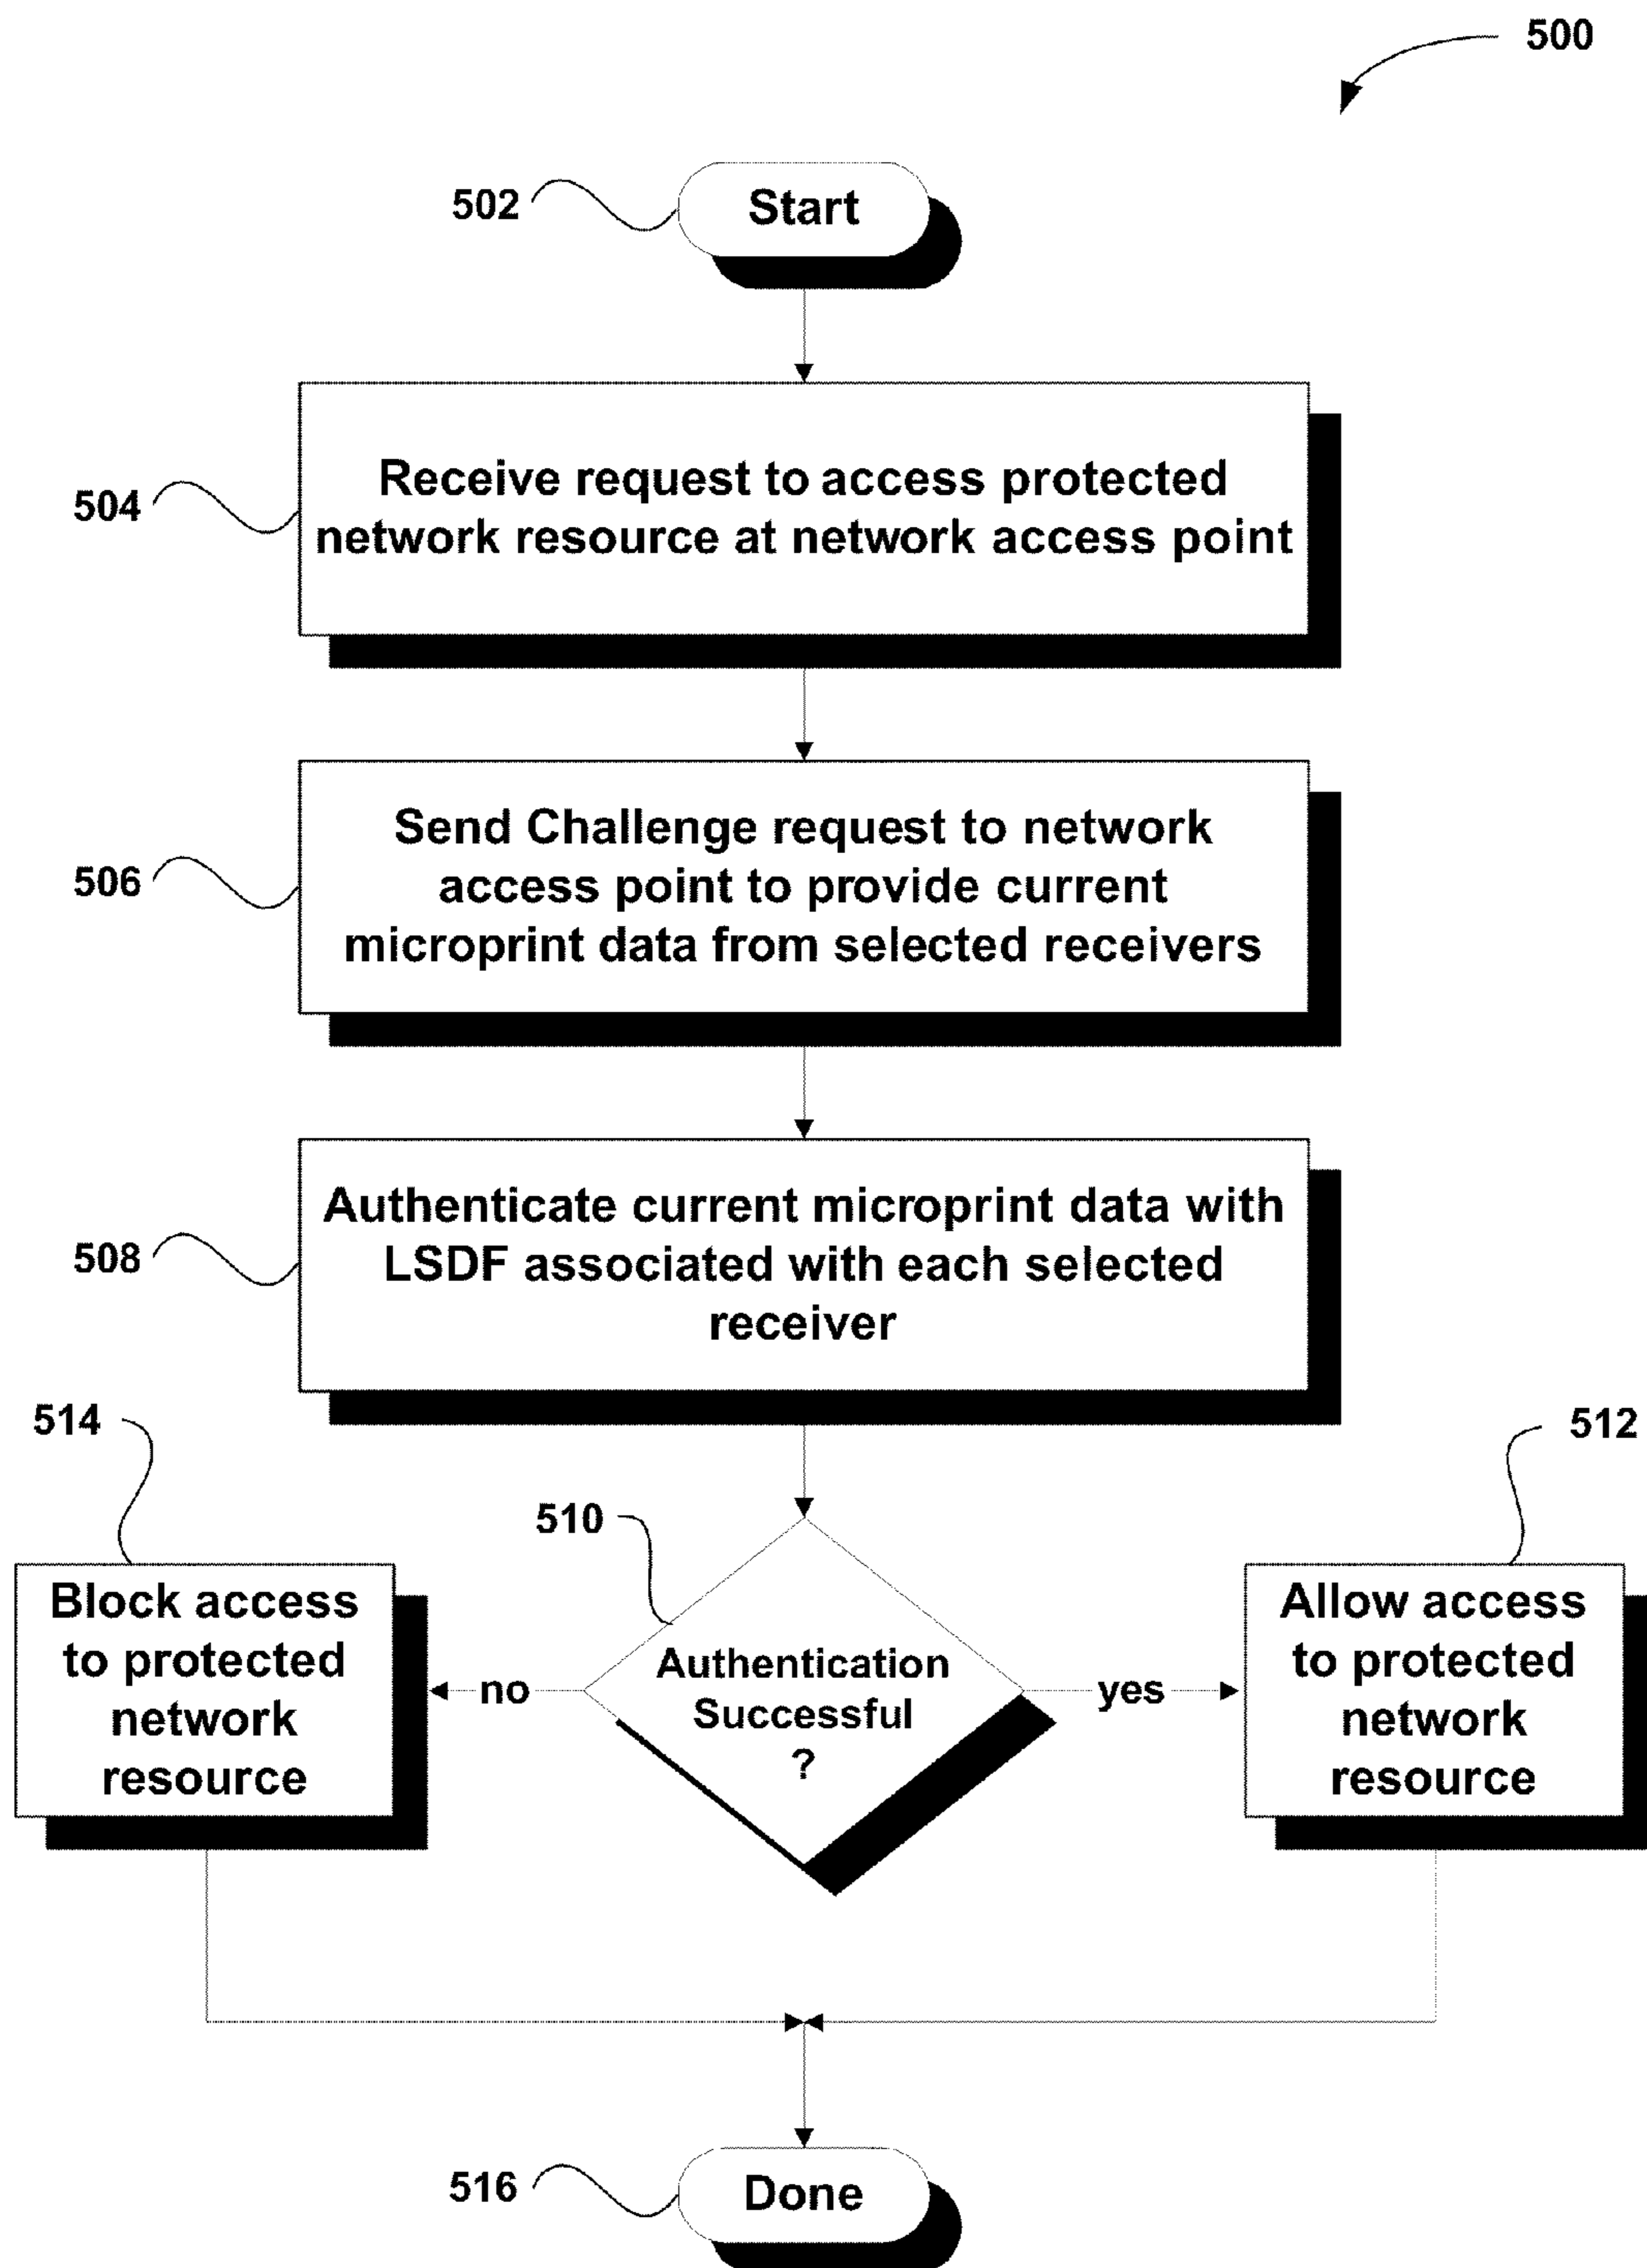 500
502
Start
504
Receive request to access protected
network resource at network access point
506
Send Challenge request to network
access point to provide current
microprint data from selected receivers
508
Authenticate current microprint data with
LSDF associated with each selected
receiver
514
512
510
Block access
to protected
network
resource
no
Authentication
Successful
?
yes
Allow access
to protected
network
resource
516
Done